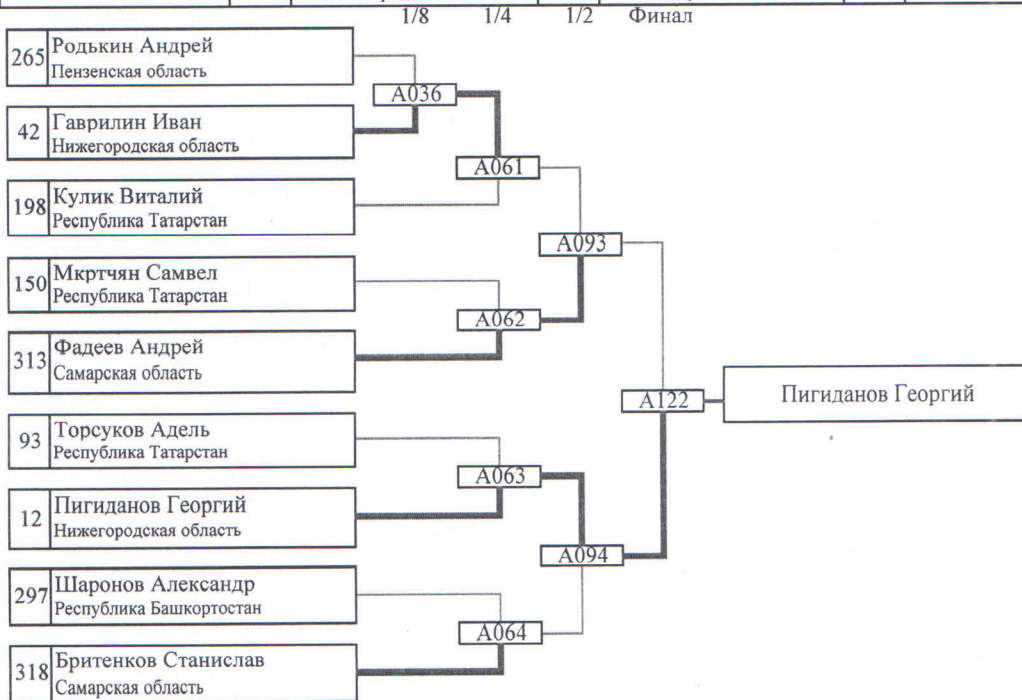 1/8 1/4 1/2 Финал
265 Родькин Андрей
Пензенская область
A036
42 Гаврилин Иван
Нижегородская область
A061
198 Кулик Виталий
Республика Татарстан
A093
150 Мкртчян Самвел
Республика Татарстан
A062
313 Фадеев Андрей
Самарская область
A122
Пигиданов Георгий
93 Торсуков Адель
Республика Татарстан
A063
12 Пигиданов Георгий
Нижегородская область
A094
297 Шаронов Александр
Республика Башкортостан
A064
318 Бритенков Станислав
Самарская область